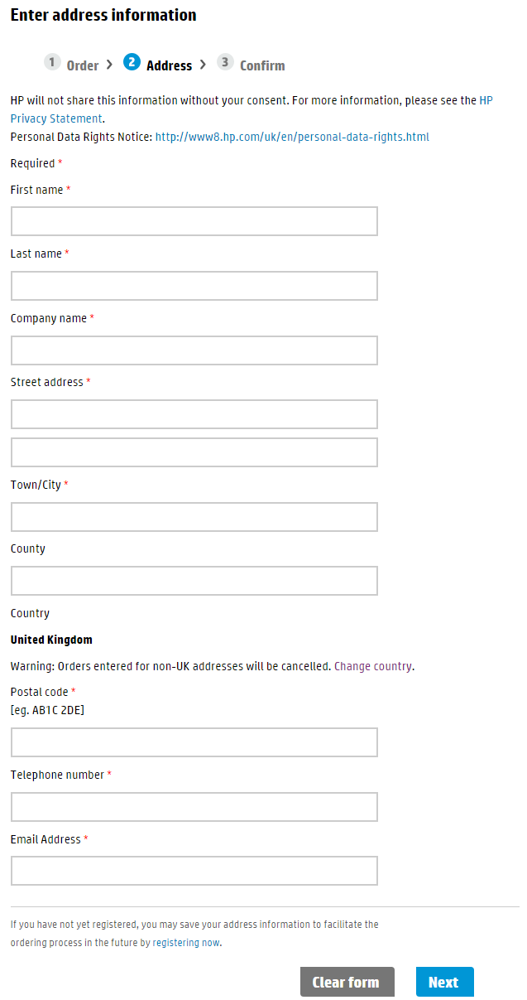 Enter address information
1 Order > 2 Address > 3 Confirm
HP will not share this information without your consent. For more information, please see the HP
Privacy Statement.
Personal Data Rights Notice: http://www8.hp.com/uk/en/personal-data-rights.html
Required *
First name *
Last name *
Company name *
Street address *
Town/City *
County
Country
United Kingdom
Warning: Orders entered for non-UK addresses will be cancelled. Change country.
Postal code *
[eg. AB1C 2DE]
Telephone number *
Email Address *
If you have not yet registered, you may save your address information to facilitate the
ordering process in the future by registering now.
Clear form Next